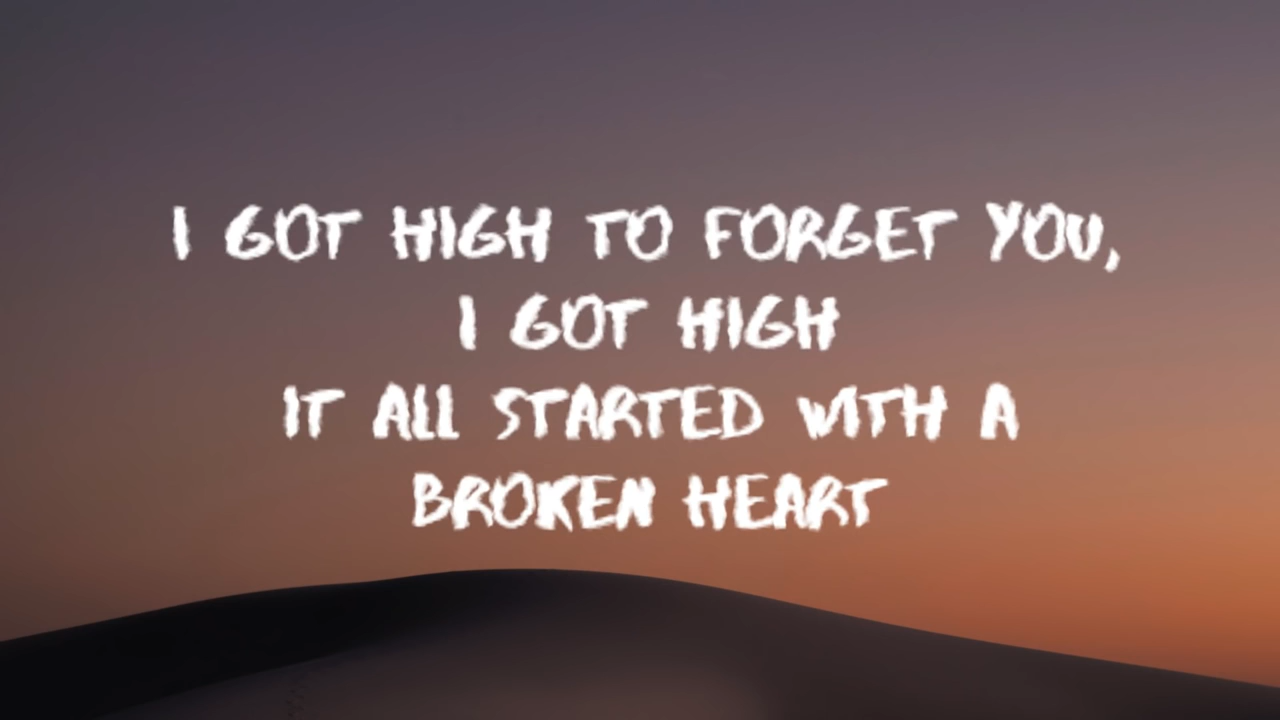 I GOT HIGH TO FORGET YOU,
I GOT HIGH
IT ALL STARTED WITH A
BROKEN HEART